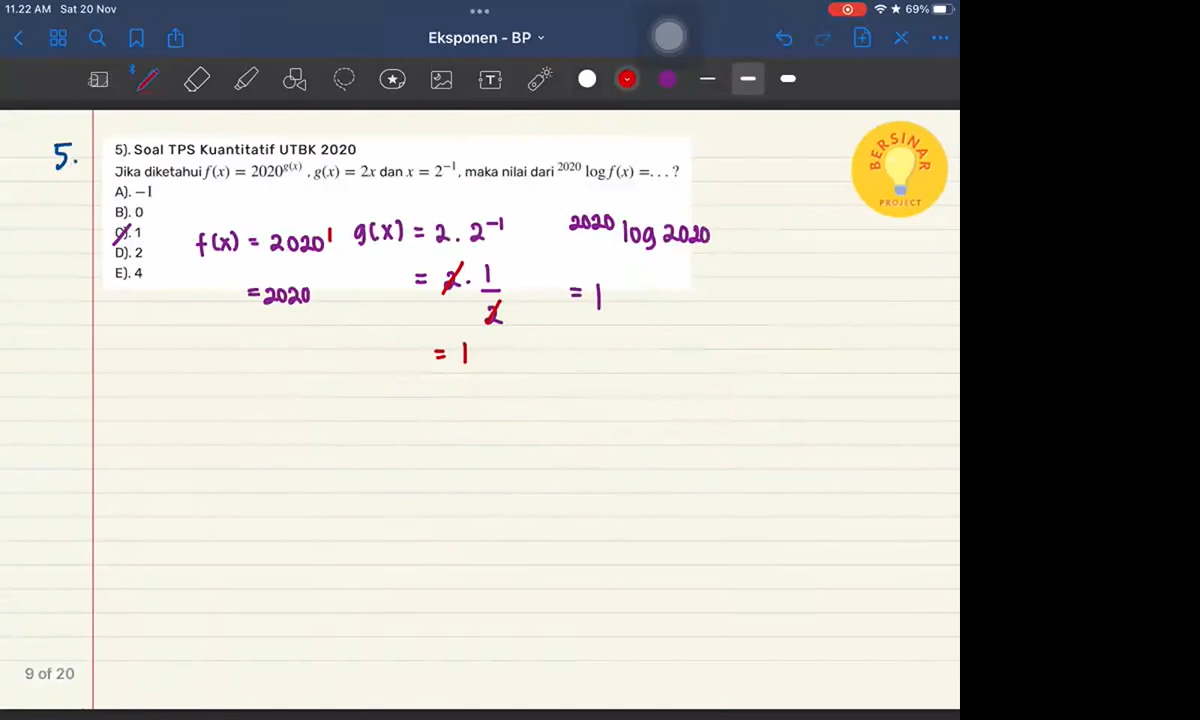 11.22 AM Sat 20 Nov
69%
Eksponen - BP
5.
5). Soal TPS Kuantitatif UTBK 2020
Jika diketahui f(x) = 2020^{g(x)} , g(x) = 2x dan x = 2^{-1}, maka nilai dari ^{2020} log f(x) =. . . ?
A). −1
B). 0
C). 1
D). 2
E). 4
f(x) = 2020^1
= 2020
g(x) = 2 . 2^{-1}
= 2 . 1/2
= 1
^{2020} log 2020
= 1
BERSINAR
PROJECT
9 of 20